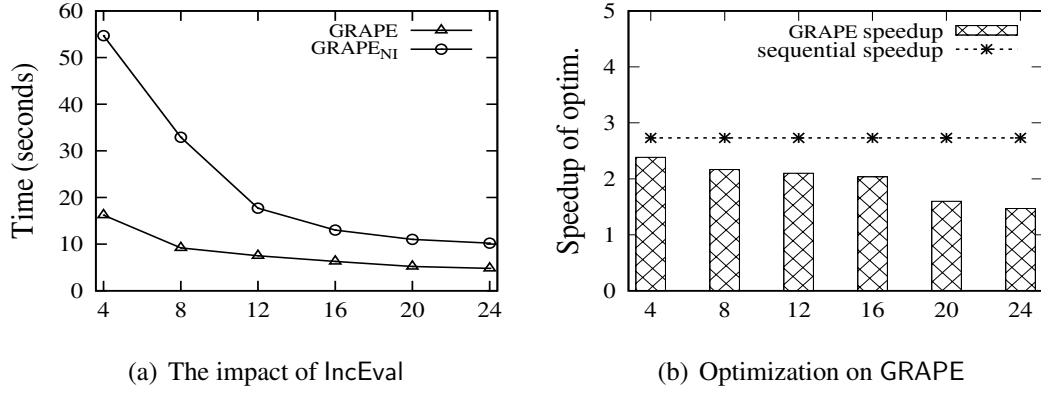 60
50
40
30
20
10
0
Time (seconds)
GRAPE
GRAPE_NI
4 8 12 16 20 24
(a) The impact of IncEval
5
4
3
2
1
0
Speedup of optim.
GRAPE speedup
sequential speedup
4 8 12 16 20 24
(b) Optimization on GRAPE